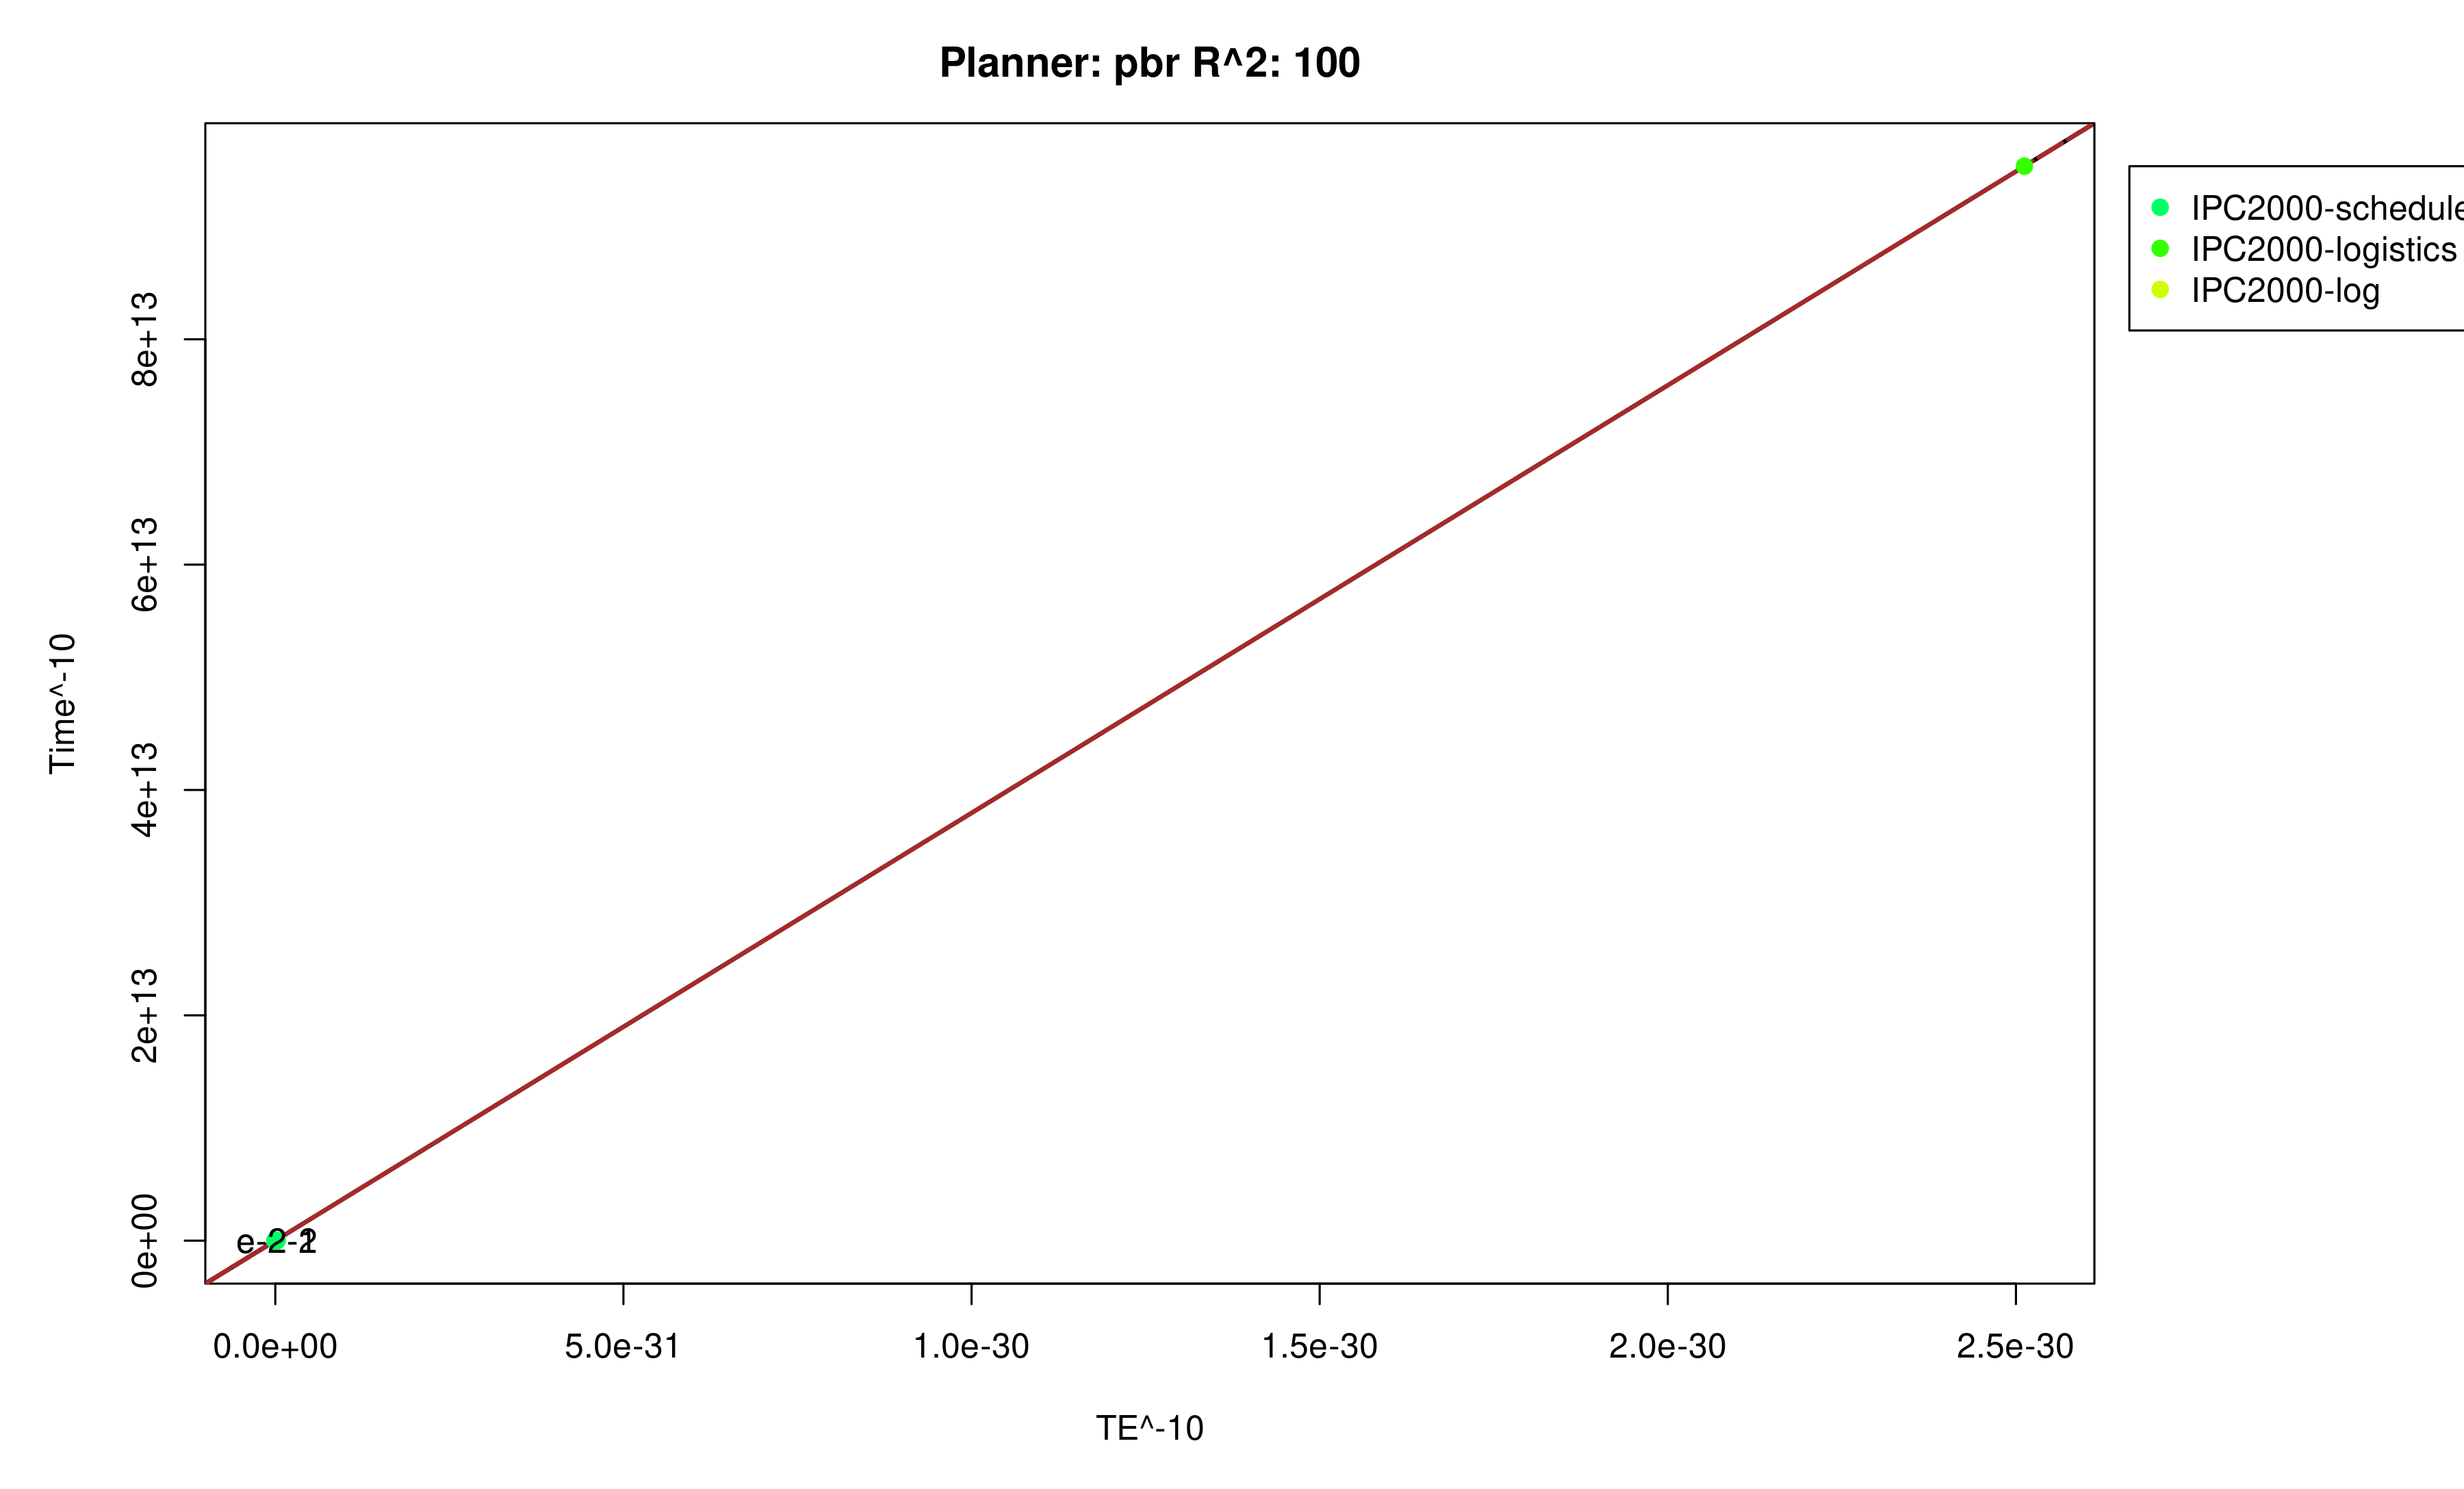 Planner: pbr R^2: 100
IPC2000-schedule
IPC2000-logistics
IPC2000-log
Time^-10
8e+13
6e+13
4e+13
2e+13
0e+00
0.0e+00
5.0e-31
1.0e-30
1.5e-30
2.0e-30
2.5e-30
TE^-10